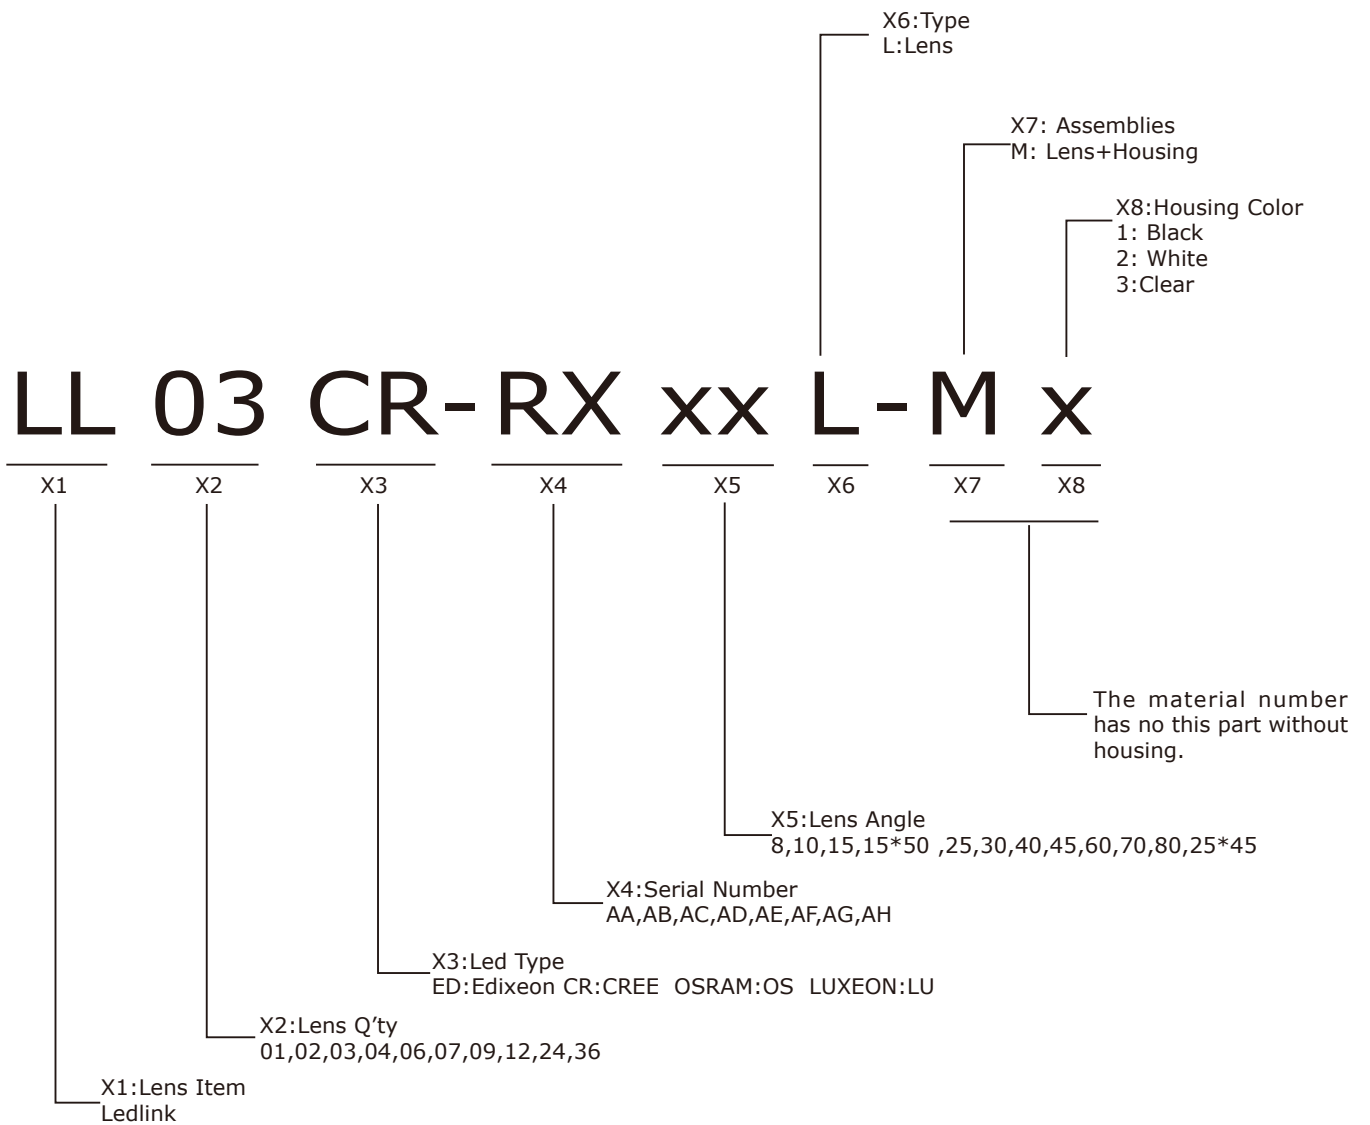 X6:Type
L:Lens
X7: Assemblies
M: Lens+Housing
X8:Housing Color
1: Black
2: White
3:Clear
LL 03 CR-RX xx L-M x
X1 X2 X3 X4 X5 X6 X7 X8
The material number
has no this part without
housing.
X5:Lens Angle
8,10,15,15*50 ,25,30,40,45,60,70,80,25*45
X4:Serial Number
AA,AB,AC,AD,AE,AF,AG,AH
X3:Led Type
ED:Edixeon CR:CREE  OSRAM:OS  LUXEON:LU
X2:Lens Q’ty
01,02,03,04,06,07,09,12,24,36
X1:Lens Item
Ledlink